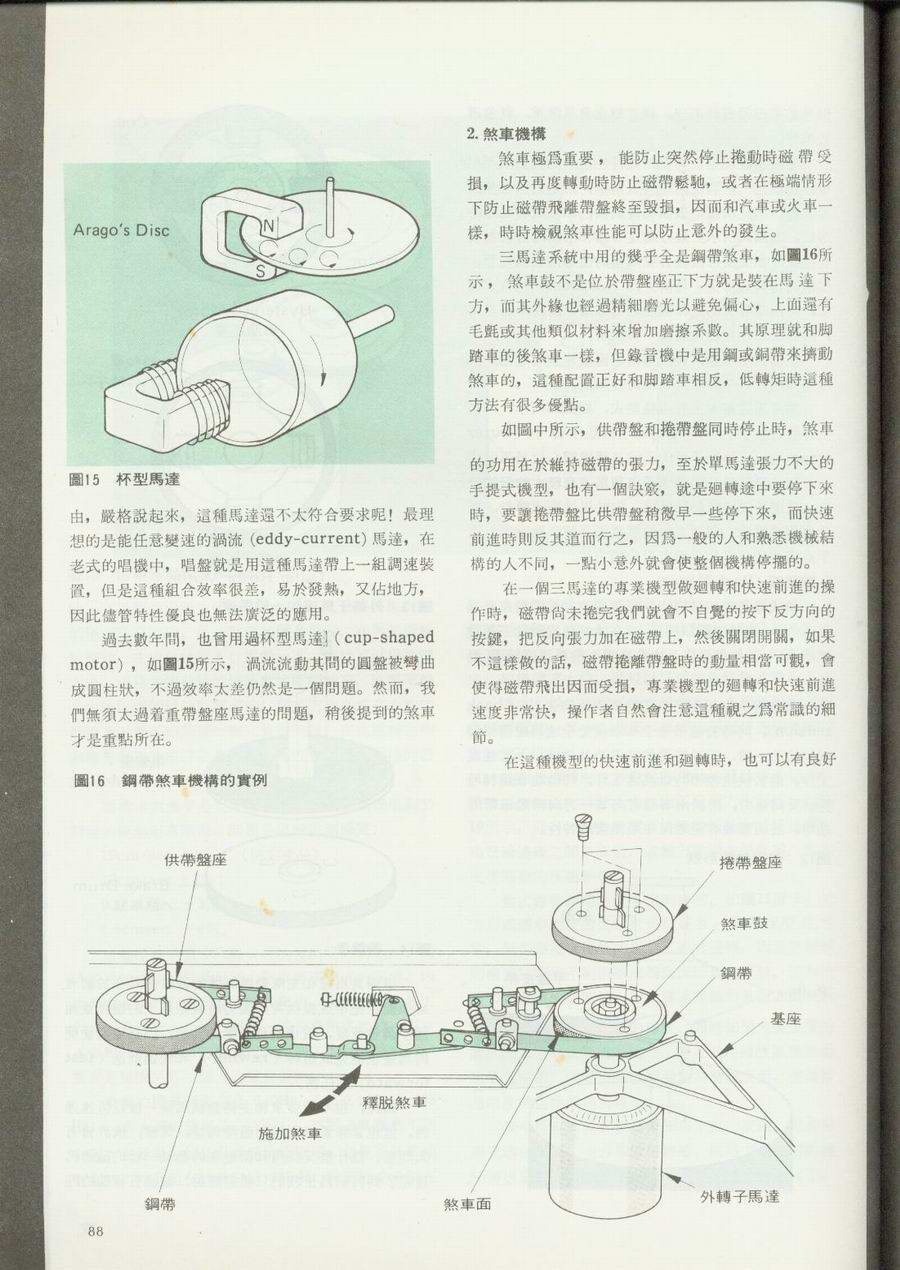 Arago's Disc
N
S
圖15 杯型馬達
由，嚴格說起來，這種馬達還不太符合要求呢！最理
想的是能任意變速的渦流 (eddy-current) 馬達，在
老式的唱機中，唱盤就是用這種馬達帶上一組調速裝
置，但是這種組合效率很差，易於發熱，又佔地方，
因此儘管特性優良也無法廣泛的應用。
過去數年間，也曾用過杯型馬達］( cup-shaped
motor) ，如圖15所示， 渦流流動其間的圓盤被彎曲
成圓柱狀，不過效率太差仍然是一個問題。然而，我
們無須太過着重帶盤座馬達的問題，稍後提到的煞車
才是重點所在。
2. 煞車機構
煞車極爲重要， 能防止突然停止捲動時磁帶受
損，以及再度轉動時防止磁帶鬆馳，或者在極端情形
下防止磁帶飛離帶盤終至毁損，因而和汽車或火車一
樣，時時檢視煞車性能可以防止意外的發生。
三馬達系統中用的幾乎全是鋼帶煞車，如圖16所
示， 煞車鼓不是位於帶盤座正下方就是裝在馬達下
方，而其外緣也經過精細磨光以避免偏心，上面還有
毛氈或其他類似材料來增加磨擦系數。其原理就和脚
踏車的後煞車一樣，但錄音機中是用鋼或銅帶來擠動
煞車的，這種配置正好和脚踏車相反，低轉矩時這種
方法有很多優點。
如圖中所示，供帶盤和捲帶盤同時停止時，煞車
的功用在於維持磁帶的張力，至於單馬達張力不大的
手提式機型，也有一個訣竅，就是廻轉途中要停下來
時，要讓捲帶盤比供帶盤稍微早一些停下來，而快速
前進時則反其道而行之，因爲一般的人和熟悉機械結
構的人不同，一點小意外就會使整個機構停擺的。
在一個三馬達的專業機型做廻轉和快速前進的操
作時，磁帶尙未捲完我們就會不自覺的按下反方向的
按鍵，把反向張力加在磁帶上，然後關閉開關，如果
不這樣做的話，磁帶捲離帶盤時的動量相當可觀，會
使得磁帶飛出因而受損，專業機型的廻轉和快速前進
速度非常快，操作者自然會注意這種視之爲常識的細
節。
在這種機型的快速前進和廻轉時，也可以有良好
圖16 鋼帶煞車機構的實例
供帶盤座
捲帶盤座
煞車鼓
鋼帶
基座
釋脫煞車
施加煞車
鋼帶
煞車面
外轉子馬達
88